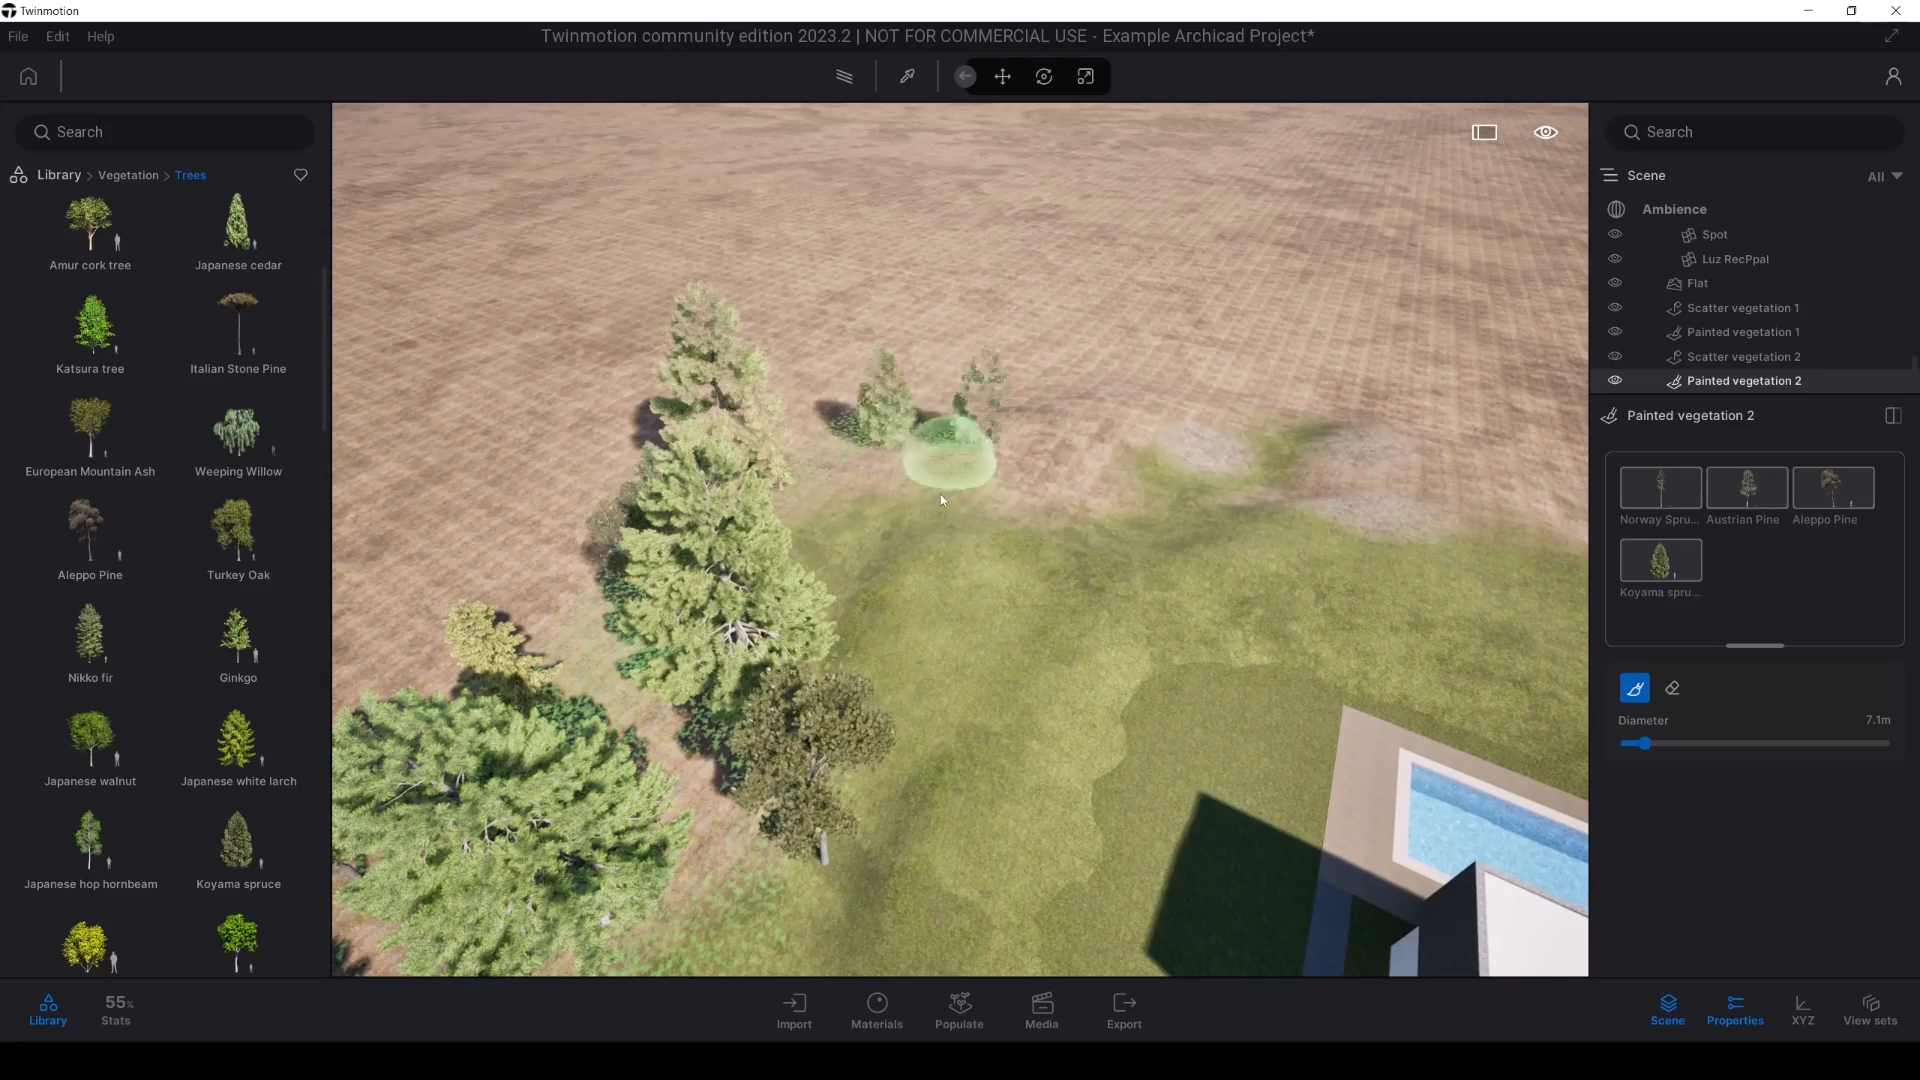 Twinmotion
File Edit Help
Twinmotion community edition 2023.2 | NOT FOR COMMERCIAL USE - Example Archicad Project*
Search
Library > Vegetation > Trees
Amur cork tree
Japanese cedar
Katsura tree
Italian Stone Pine
European Mountain Ash
Weeping Willow
Aleppo Pine
Turkey Oak
Nikko fir
Ginkgo
Japanese walnut
Japanese white larch
Japanese hop hornbeam
Koyama spruce
Search
Scene
All
Ambience
Spot
Luz RecPpal
Flat
Scatter vegetation 1
Painted vegetation 1
Scatter vegetation 2
Painted vegetation 2
Painted vegetation 2
Norway Spru...
Austrian Pine
Aleppo Pine
Koyama spru...
Diameter
7.1m
Library
55%
Stats
Import
Materials
Populate
Media
Export
Scene
Properties
XYZ
View sets